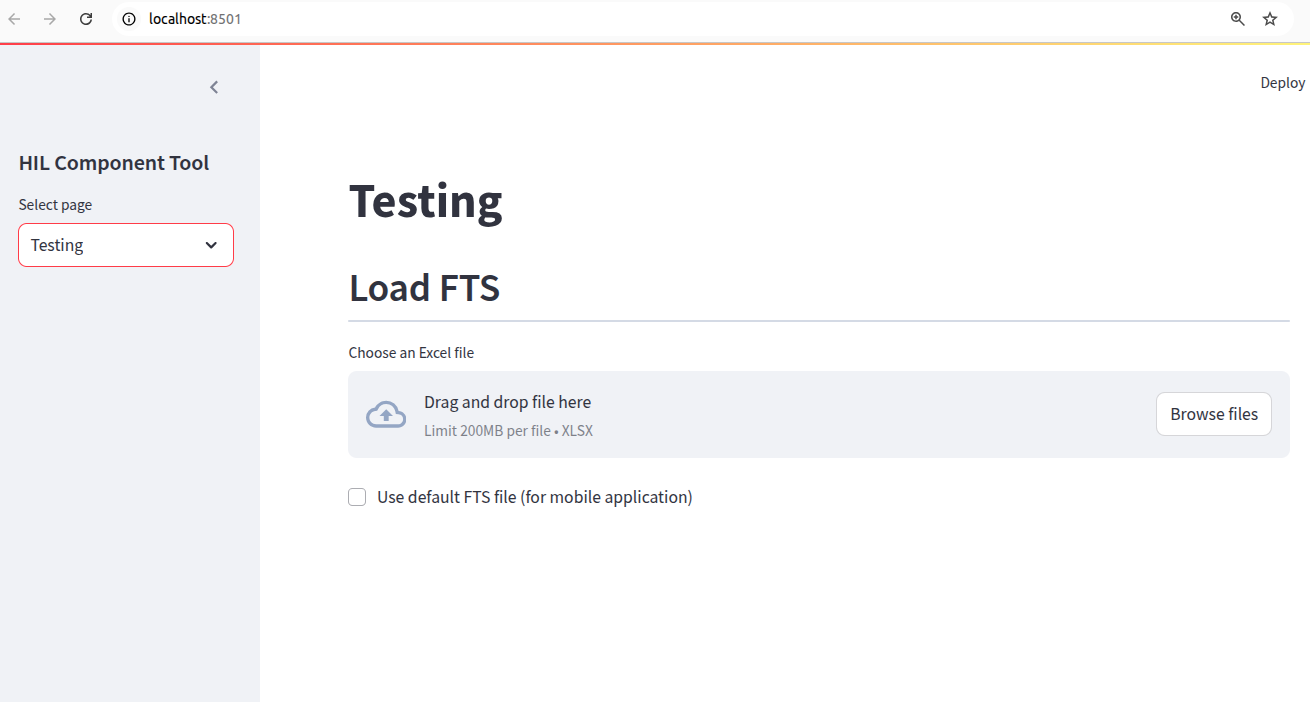 localhost:8501
Deploy
HIL Component Tool
Select page
Testing
Testing
Load FTS
Choose an Excel file
Drag and drop file here
Limit 200MB per file • XLSX
Browse files
Use default FTS file (for mobile application)